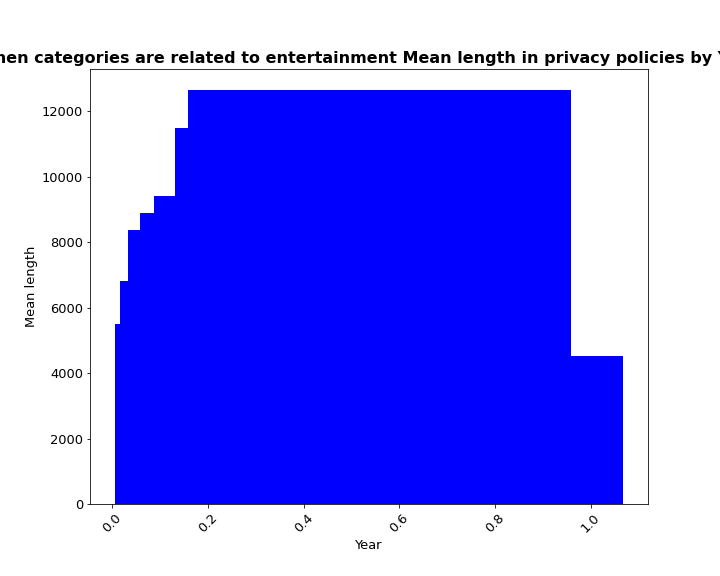 categories are related to entertainment Mean length in privacy policies by
12000
10000
8000
6000
4000
2000
0
Mean length
0.0 0.2 0.4 0.6 0.8 1.0
Year